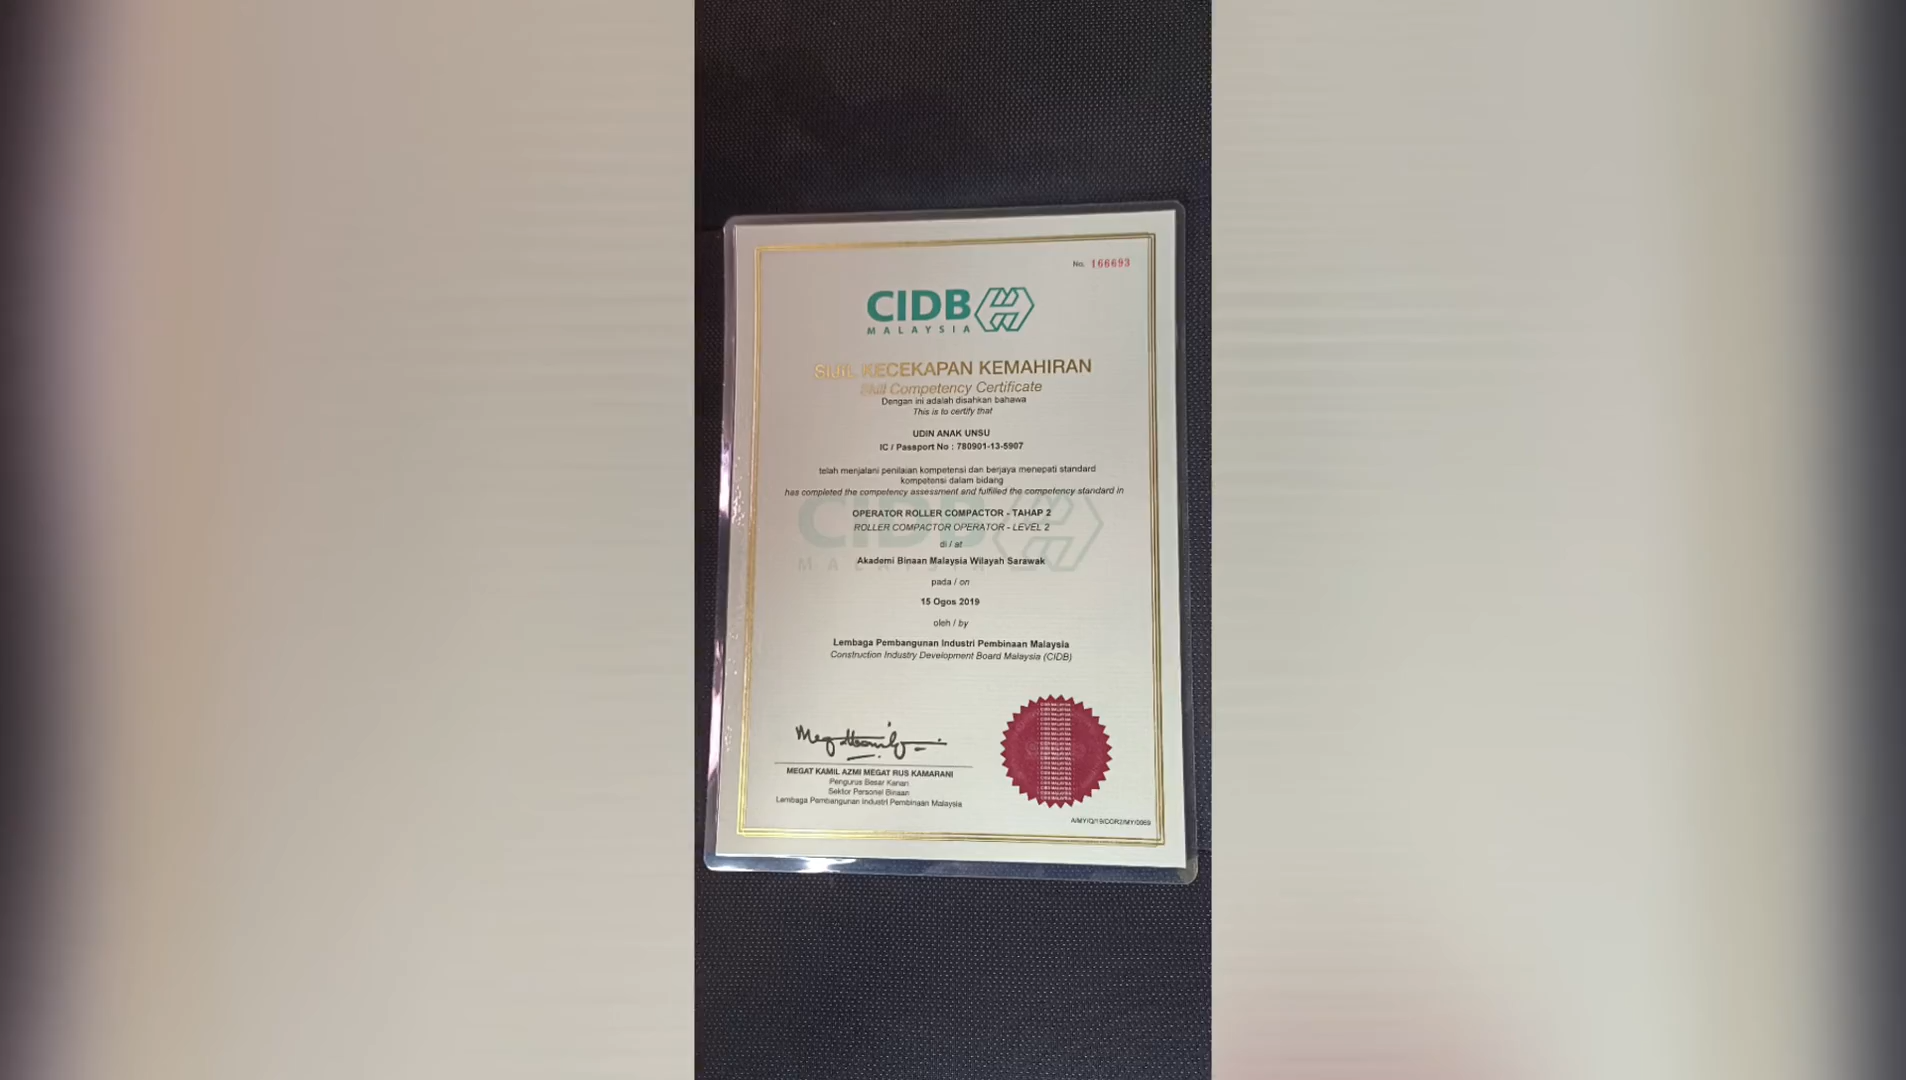 No. 166693
CIDB
MALAYSIA
SIJIL KECEKAPAN KEMAHIRAN
Skill Competency Certificate
Dengan ini adalah disahkan bahawa
This is to certify that
UDIN ANAK UNSU
IC / Passport No : 780901-13-5907
telah menjalani penilaian kompetensi dan berjaya menepati standard
kompetensi dalam bidang
has completed the competency assessment and fulfilled the competency standard in
OPERATOR ROLLER COMPACTOR - TAHAP 2
ROLLER COMPACTOR OPERATOR - LEVEL 2
di / at
Akademi Binaan Malaysia Wilayah Sarawak
pada / on
15 Ogos 2019
oleh / by
Lembaga Pembangunan Industri Pembinaan Malaysia
Construction Industry Development Board Malaysia (CIDB)
MEGAT KAMIL AZMI MEGAT RUS KAMARANI
Pengurus Besar Kanan
Sektor Personel Binaan
Lembaga Pembangunan Industri Pembinaan Malaysia